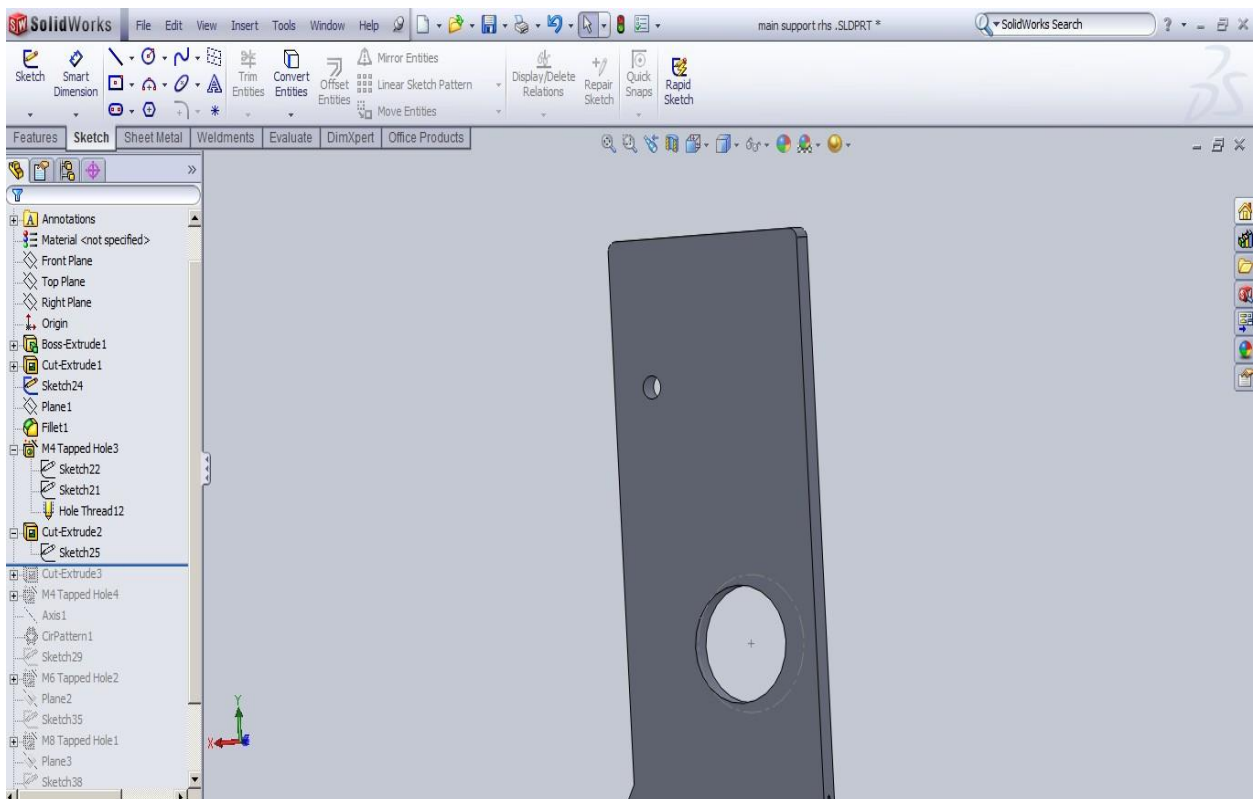 SolidWorks File Edit View Insert Tools Window Help main support rhs .SLDPRT * SolidWorks Search ?
Sketch Smart Dimension Trim Entities Convert Entities Offset Entities Mirror Entities Linear Sketch Pattern Move Entities Display/Delete Relations Repair Sketch Quick Snaps Rapid Sketch
Features Sketch Sheet Metal Weldments Evaluate DimXpert Office Products
Annotations
Material <not specified>
Front Plane
Top Plane
Right Plane
Origin
Boss-Extrude1
Cut-Extrude1
Sketch24
Plane1
Fillet1
M4 Tapped Hole3
Sketch22
Sketch21
Hole Thread12
Cut-Extrude2
Sketch25
Cut-Extrude3
M4 Tapped Hole4
Axis1
CirPattern1
Sketch29
M6 Tapped Hole2
Plane2
Sketch35
M8 Tapped Hole1
Plane3
Sketch38
Y
X